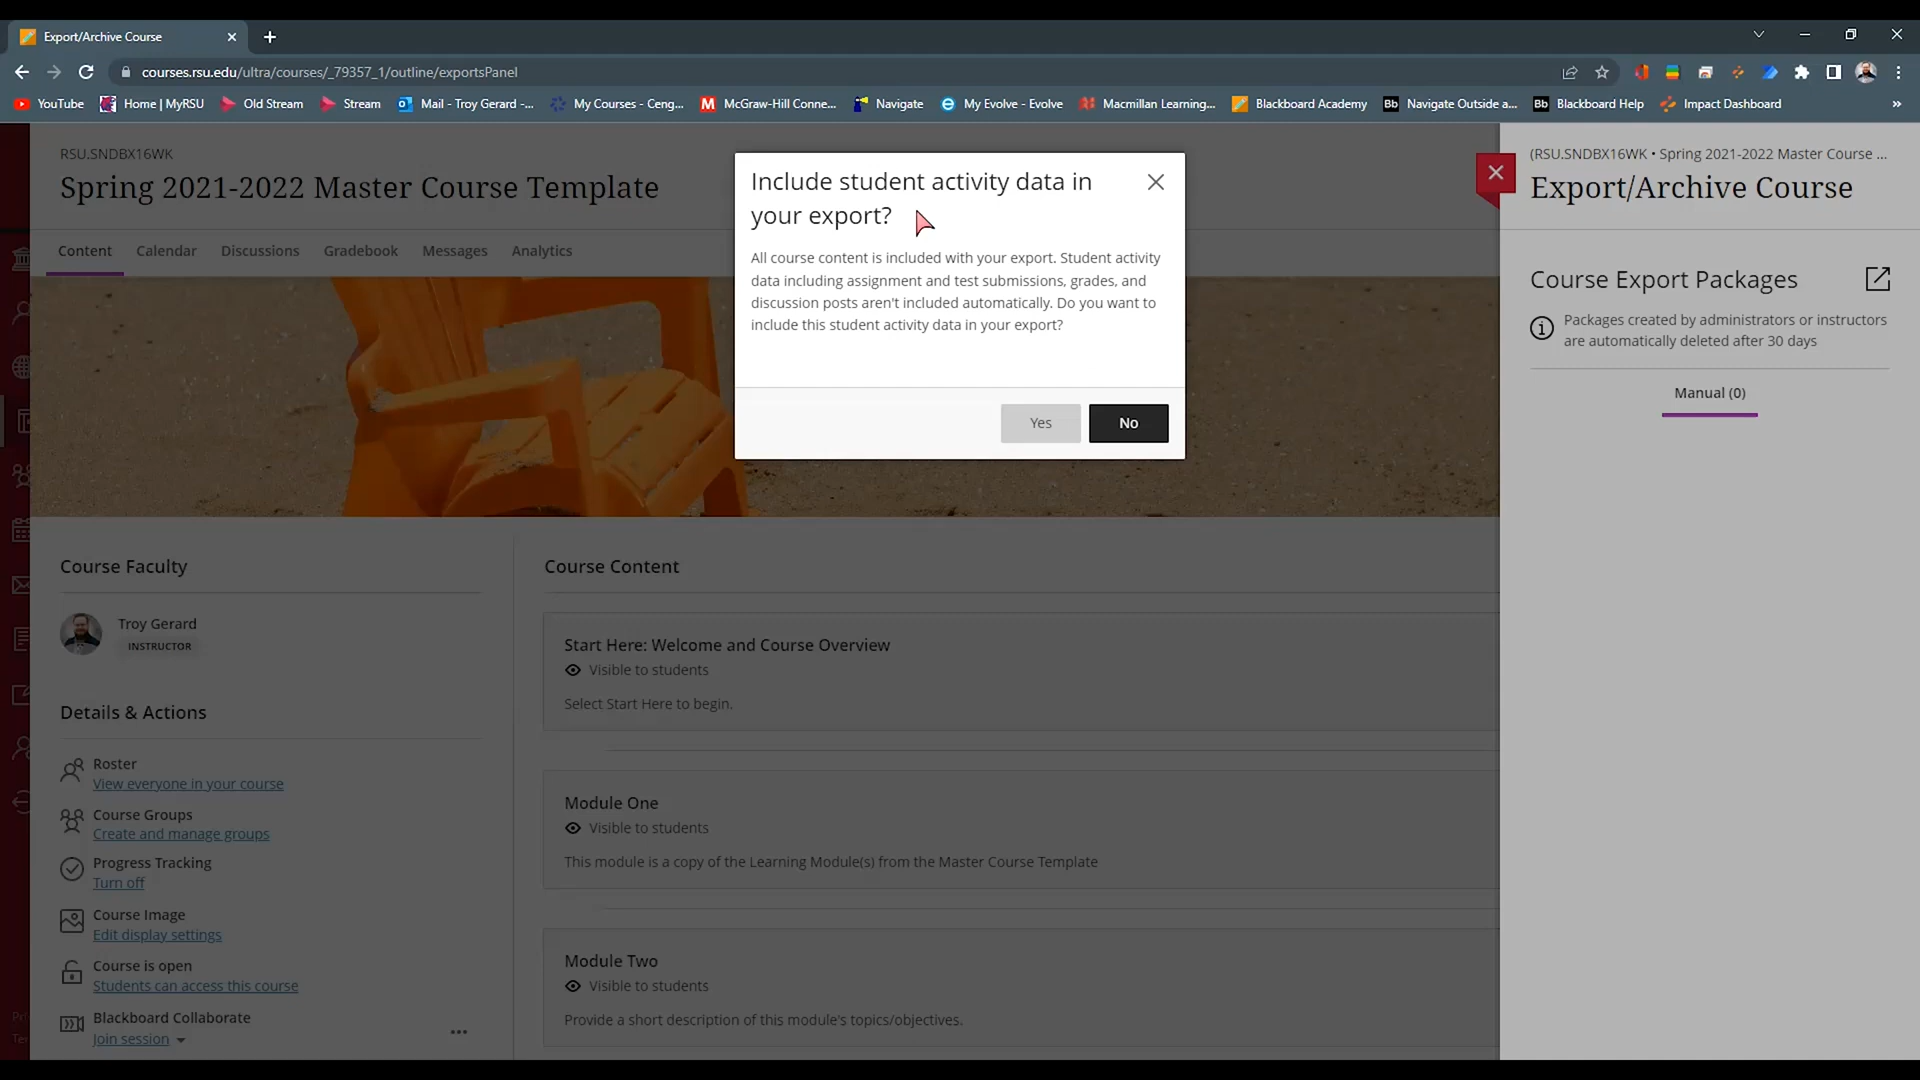 Export/Archive Course
courses.rsu.edu/ultra/courses/_79357_1/outline/exportsPanel
YouTube
Home | MyRSU
Old Stream
Stream
Mail - Troy Gerard -...
My Courses - Ceng...
McGraw-Hill Conne...
Navigate
My Evolve - Evolve
Macmillan Learning...
Blackboard Academy
Bb Navigate Outside a...
Bb Blackboard Help
Impact Dashboard
RSU.SNDBX16WK
Spring 2021-2022 Master Course Template
Content
Calendar
Discussions
Gradebook
Messages
Analytics
Include student activity data in
your export?
All course content is included with your export. Student activity
data including assignment and test submissions, grades, and
discussion posts aren't included automatically. Do you want to
include this student activity data in your export?
Yes
No
(RSU.SNDBX16WK • Spring 2021-2022 Master Course ...
Export/Archive Course
Course Export Packages
Packages created by administrators or instructors
are automatically deleted after 30 days
Manual (0)
Course Faculty
Troy Gerard
INSTRUCTOR
Details & Actions
Roster
View everyone in your course
Course Groups
Create and manage groups
Progress Tracking
Turn off
Course Image
Edit display settings
Course is open
Students can access this course
Blackboard Collaborate
Join session
Course Content
Start Here: Welcome and Course Overview
Visible to students
Select Start Here to begin.
Module One
Visible to students
This module is a copy of the Learning Module(s) from the Master Course Template
Module Two
Visible to students
Provide a short description of this module's topics/objectives.